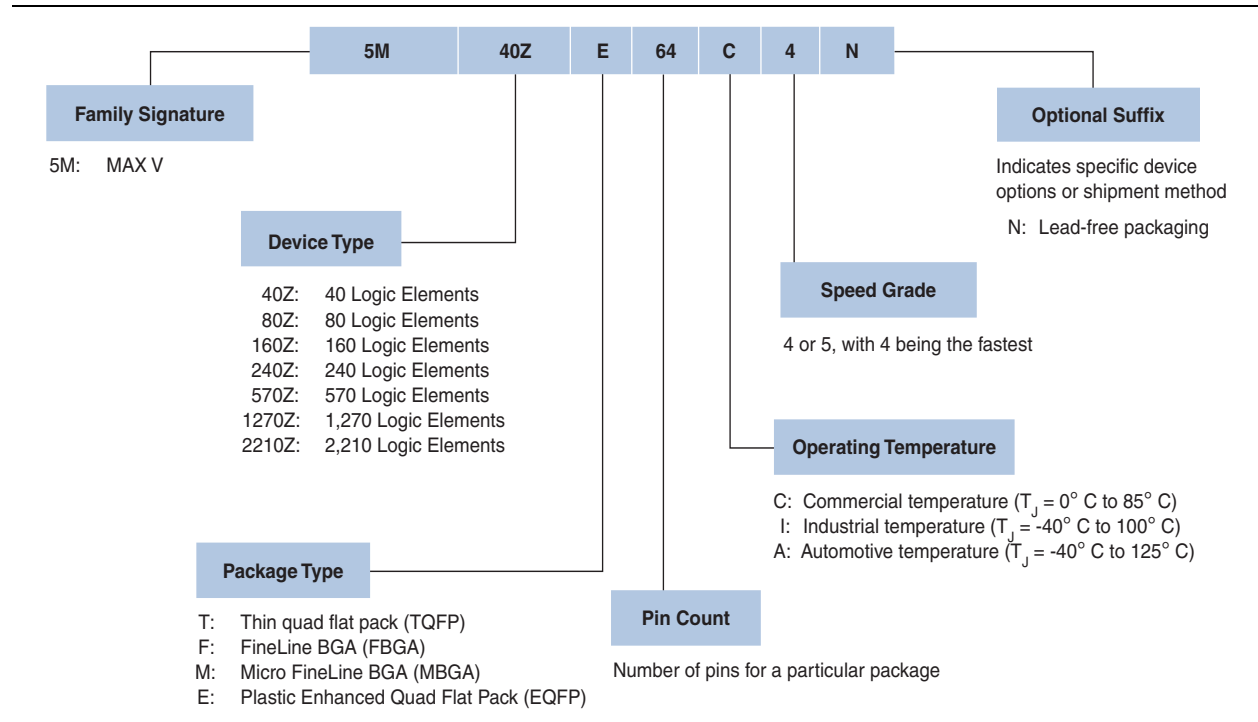 5M 40Z E 64 C 4 N
Family Signature
5M: MAX V
Optional Suffix
Indicates specific device
options or shipment method
N: Lead-free packaging
Device Type
40Z: 40 Logic Elements
80Z: 80 Logic Elements
160Z: 160 Logic Elements
240Z: 240 Logic Elements
570Z: 570 Logic Elements
1270Z: 1,270 Logic Elements
2210Z: 2,210 Logic Elements
Speed Grade
4 or 5, with 4 being the fastest
Operating Temperature
C: Commercial temperature (TJ = 0° C to 85° C)
I: Industrial temperature (TJ = -40° C to 100° C)
A: Automotive temperature (TJ = -40° C to 125° C)
Package Type
T: Thin quad flat pack (TQFP)
F: FineLine BGA (FBGA)
M: Micro FineLine BGA (MBGA)
E: Plastic Enhanced Quad Flat Pack (EQFP)
Pin Count
Number of pins for a particular package